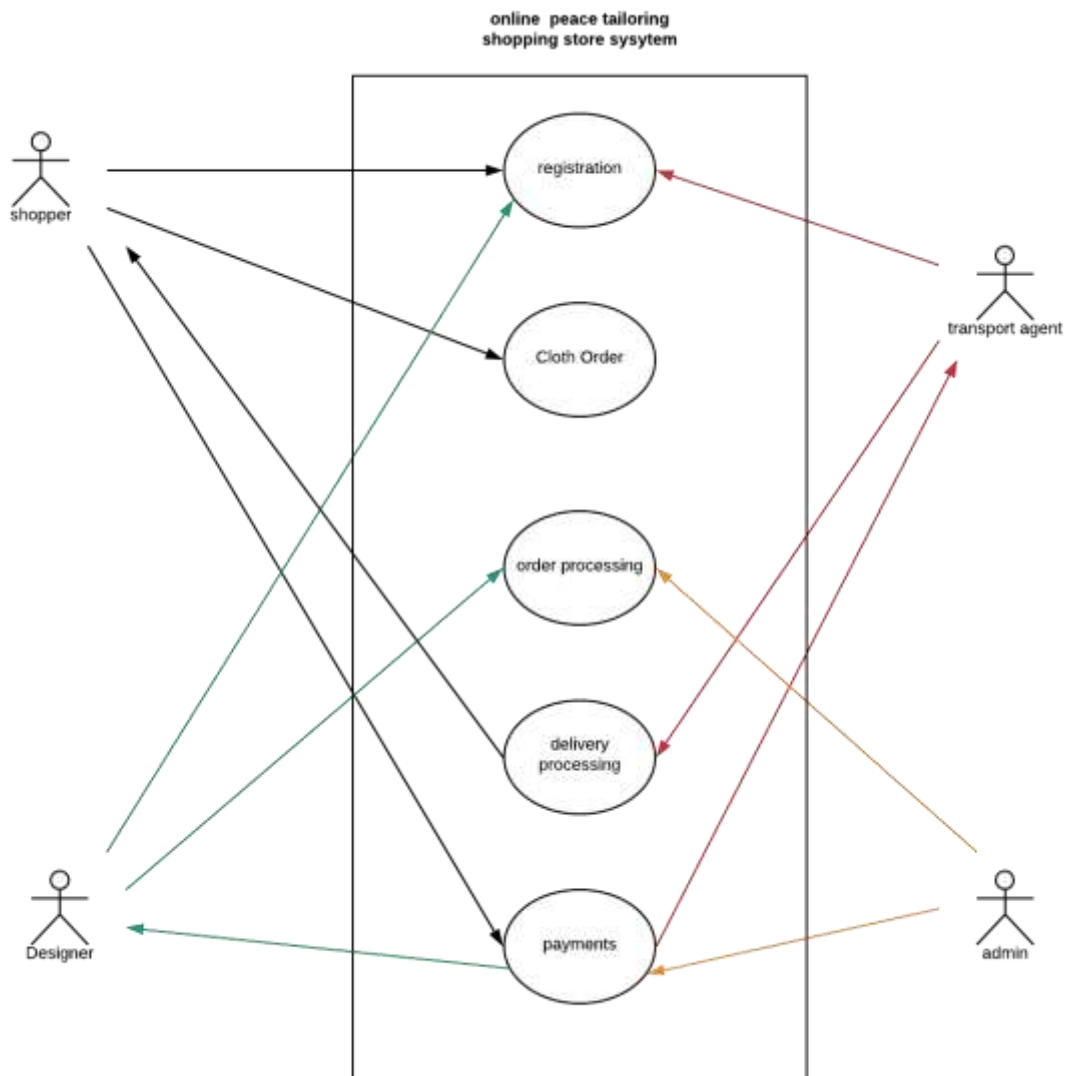 online peace tailoring
shopping store sysytem
shopper
registration
transport agent
Cloth Order
order processing
delivery
processing
Designer
payments
admin